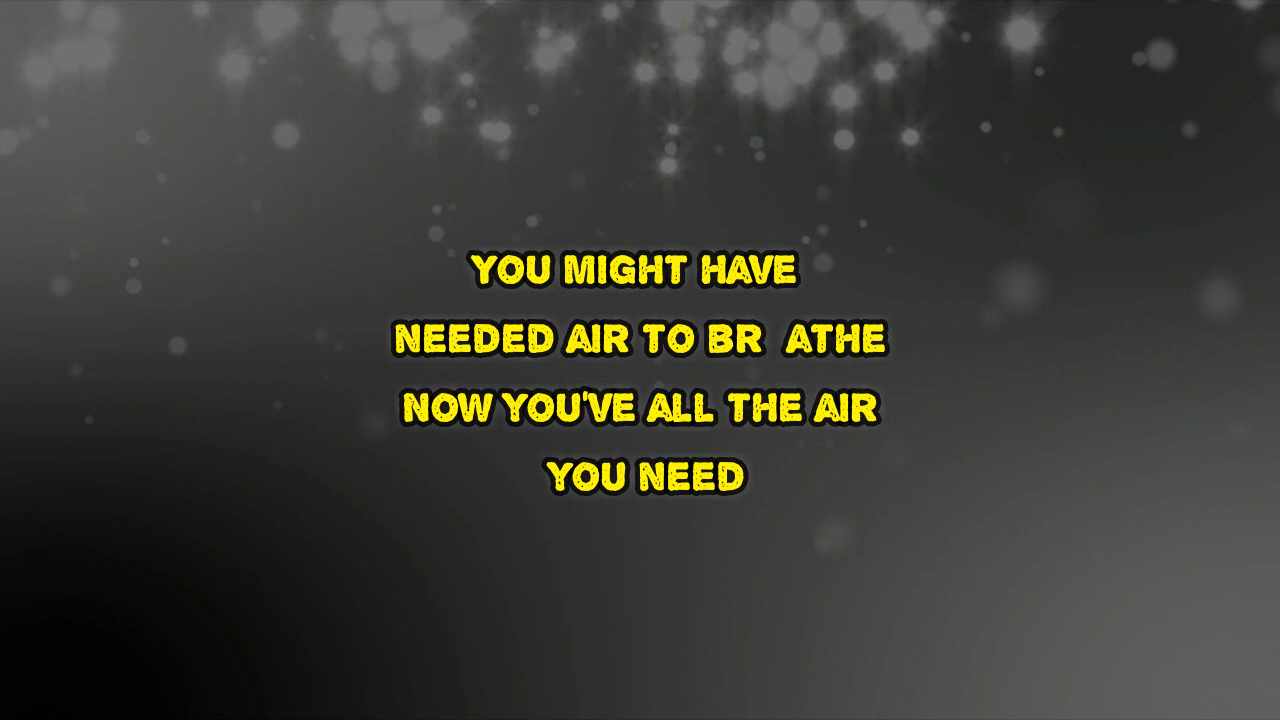 YOU MIGHT HAVE
NEEDED AIR TO BR  ATHE
NOW YOU'VE ALL THE AIR
YOU NEED